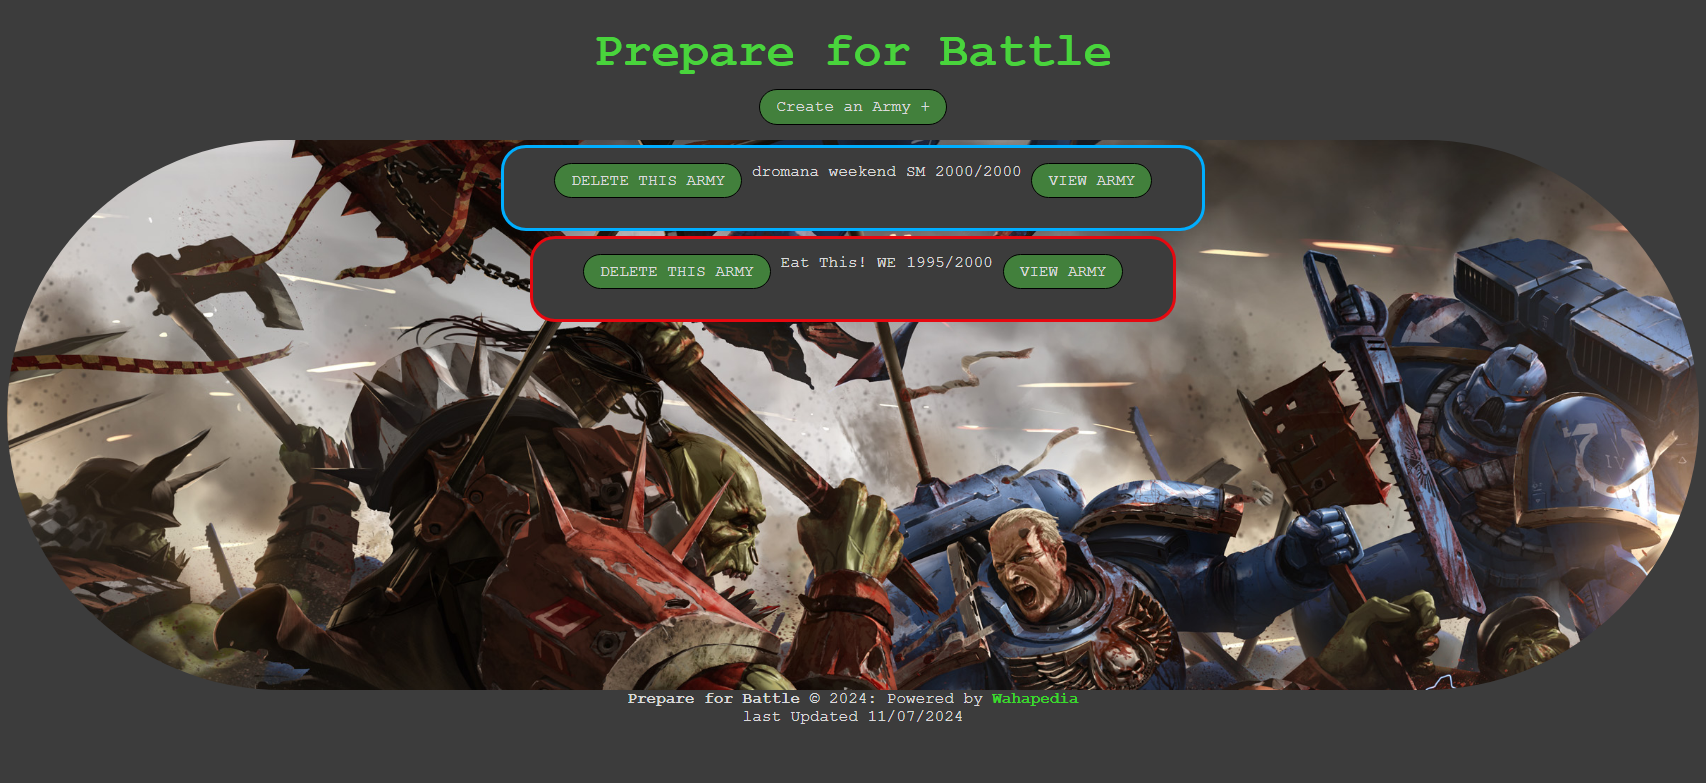 Prepare for Battle
Create an Army +
DELETE THIS ARMY dromana weekend SM 2000/2000 VIEW ARMY
DELETE THIS ARMY Eat This! WE 1995/2000 VIEW ARMY
Prepare for Battle © 2024: Powered by Wahapedia
last Updated 11/07/2024